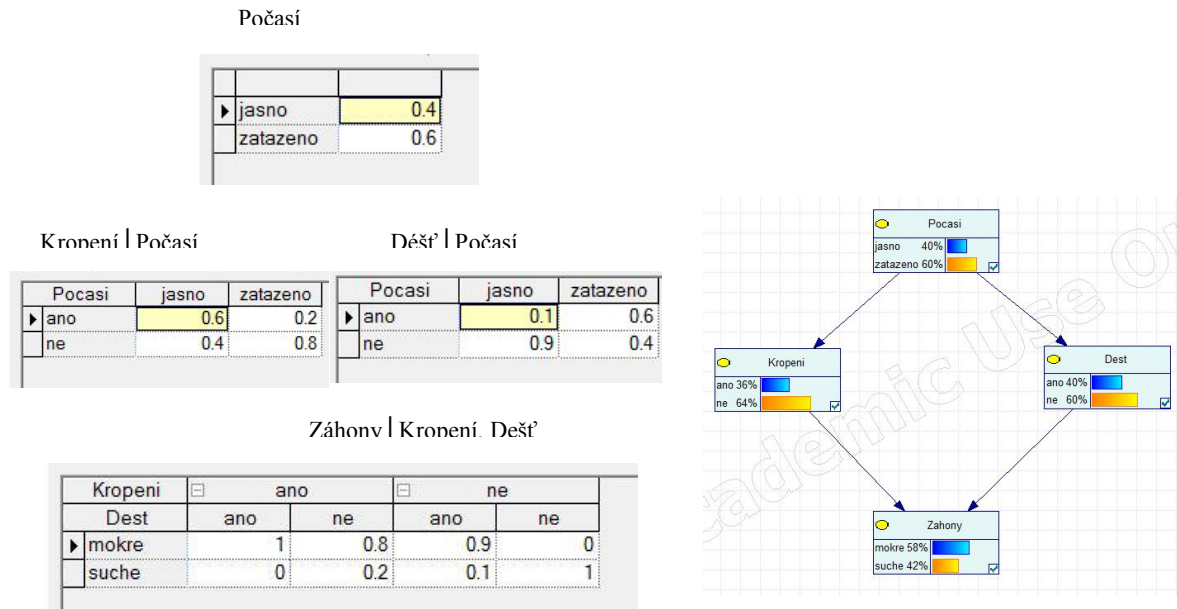 Počasí
jasno 0.4
zatazeno 0.6
Kropení | Počasí
Déšť | Počasí
Pocasi jasno zatazeno
ano 0.6 0.2
ne 0.4 0.8
Pocasi jasno zatazeno
ano 0.1 0.6
ne 0.9 0.4
Záhony | Kropení, Dešť
Kropeni ano ne
Dest ano ne ano ne
mokre 1 0.8 0.9 0
suche 0 0.2 0.1 1
Pocasi
jasno 40%
zatazeno 60%
Kropeni
ano 36%
ne 64%
Dest
ano 40%
ne 60%
Zahony
mokre 58%
suche 42%
cademic Use O